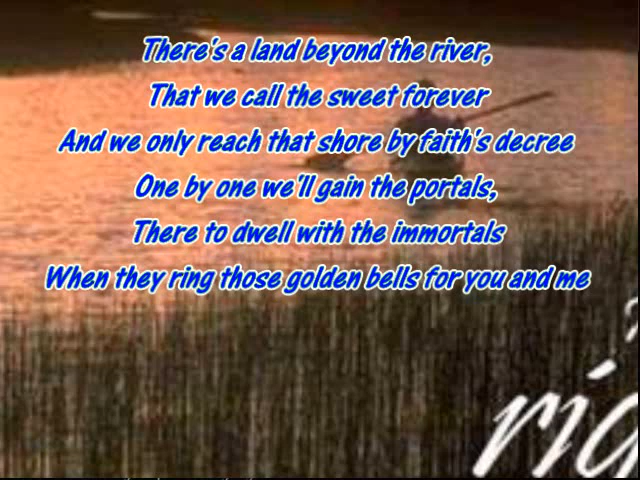 There's a land beyond the river,
That we call the sweet forever
And we only reach that shore by faith's decree
One by one we'll gain the portals,
There to dwell with the immortals
When they ring those golden bells for you and me